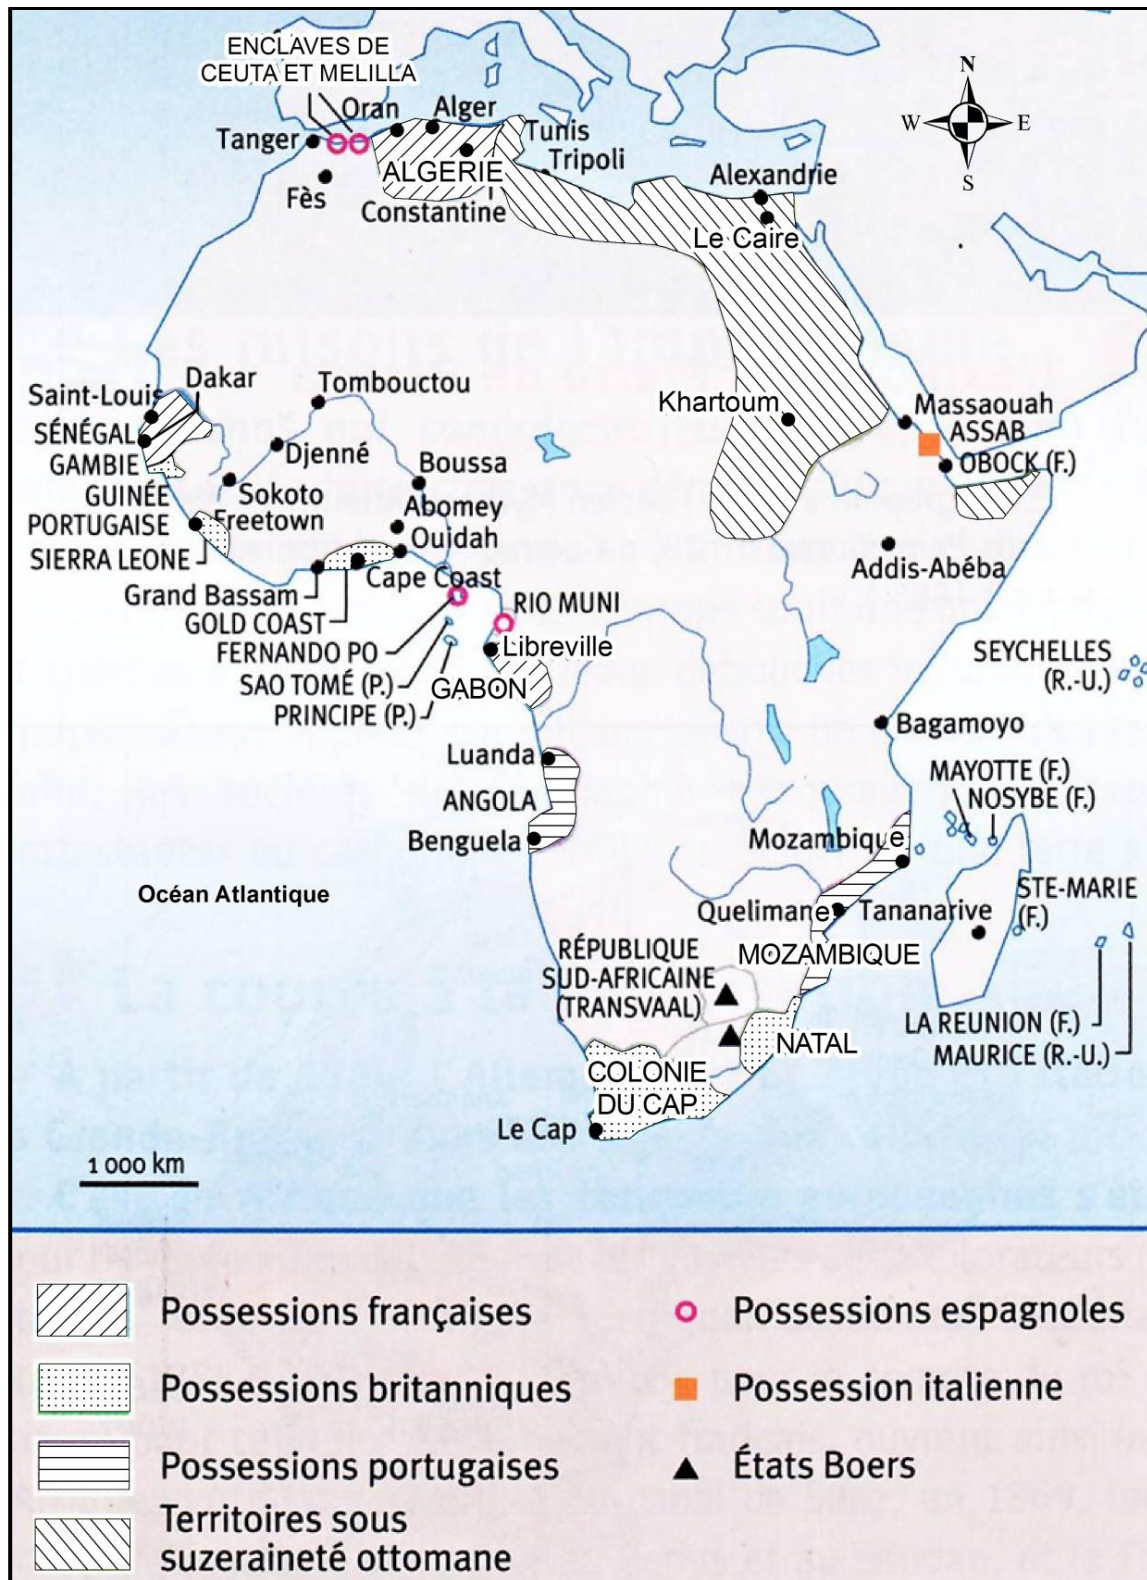 ENCLAVES DE
CEUTA ET MELILLA
N
W
E
S
Oran
Alger
Tanger
Tunis
Tripoli
ALGERIE
Fès
Constantine
Alexandrie
Le Caire
Dakar
Saint-Louis
Tombouctou
SÉNÉGAL
GAMBIE
Djenné
Khartoum
Massaouah
ASSAB
OBOCK (F.)
Boussa
GUINÉE
PORTUGAISE
Sokoto
Freetown
Abomey
Ouidah
SIERRA LEONE
Addis-Abéba
Cape Coast
Grand Bassam
GOLD COAST
RIO MUNI
FERNANDO PO
Libreville
SAO TOMÉ (P.)
GABON
PRINCIPE (P.)
SEYCHELLES
(R.-U.)
Bagamoyo
Luanda
ANGOLA
Benguela
MAYOTTE (F.)
NOSYBE (F.)
Mozambique
Océan Atlantique
Quelimane
Tananarive
STE-MARIE
(F.)
RÉPUBLIQUE
SUD-AFRICAINE
(TRANSVAAL)
MOZAMBIQUE
LA REUNION (F.)
MAURICE (R.-U.)
NATAL
COLONIE
DU CAP
Le Cap
1 000 km
Possessions françaises
Possessions espagnoles
Possessions britanniques
Possession italienne
Possessions portugaises
États Boers
Territoires sous
suzeraineté ottomane